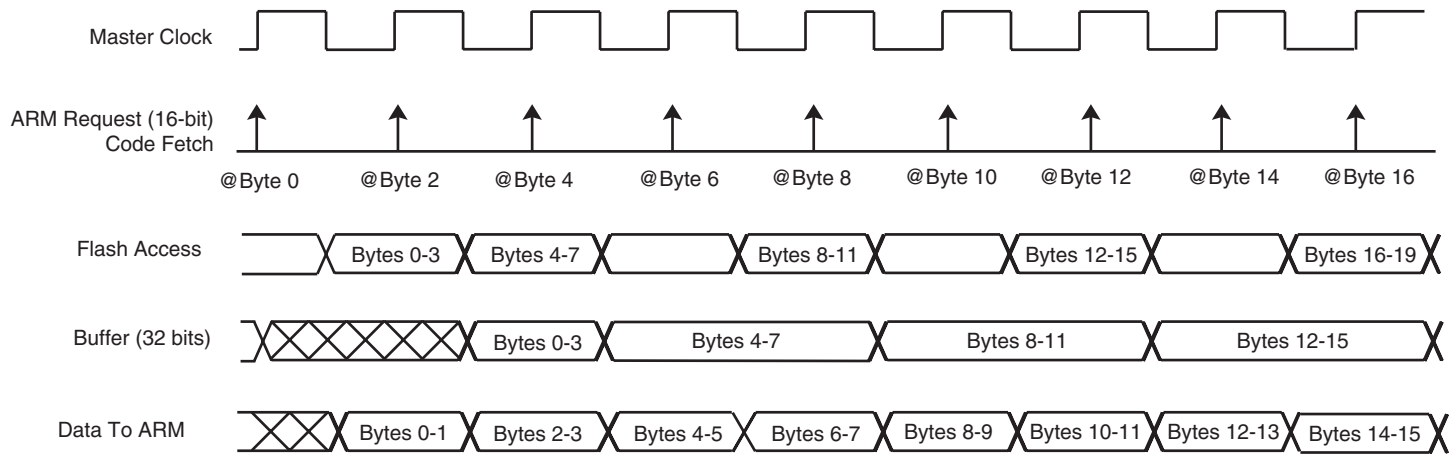 Master Clock
ARM Request (16-bit)
Code Fetch
@Byte 0 @Byte 2 @Byte 4 @Byte 6 @Byte 8 @Byte 10 @Byte 12 @Byte 14 @Byte 16
Flash Access Bytes 0-3 Bytes 4-7 Bytes 8-11 Bytes 12-15 Bytes 16-19
Buffer (32 bits) Bytes 0-3 Bytes 4-7 Bytes 8-11 Bytes 12-15
Data To ARM Bytes 0-1 Bytes 2-3 Bytes 4-5 Bytes 6-7 Bytes 8-9 Bytes 10-11 Bytes 12-13 Bytes 14-15